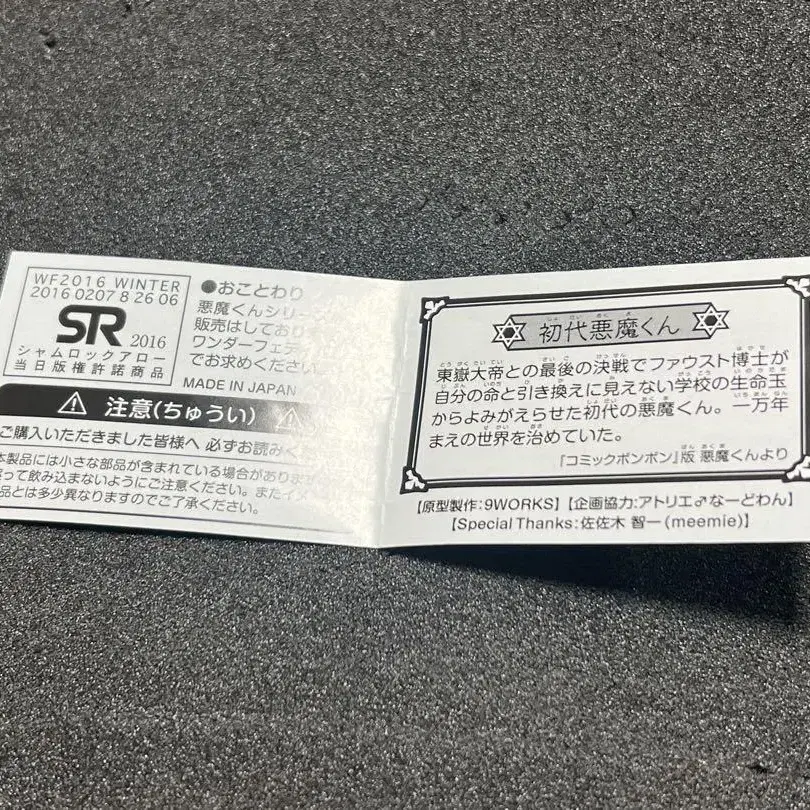 WF2016 WINTER
2016 0207 8 26 06
SR 2016
シャムロックアロー
当日版権許諾商品
●おことわり
悪魔くんシリー
販売はしており
ワンダーフェデ
でお求めください
MADE IN JAPAN
注意(ちゅうい)
ご購入いただきました皆様へ 必ずお読みく
本製品には小さな部品が含まれている場合があります
って飲み込まないようにご注意ください。またイメ
品とは多少異なりますのでご了承ください。
初代悪魔くん
東嶽大帝との最後の決戦でファウスト博士が
自分の命と引き換えに見えない学校の生命玉
からよみがえらせた初代の悪魔くん。一万年
まえの世界を治めていた。
『コミックボンボン』版 悪魔くんより
【原型製作:9WORKS】【企画協力:アトリエ♂なーどわん】
【Special Thanks:佐佐木 智一(meemie)】